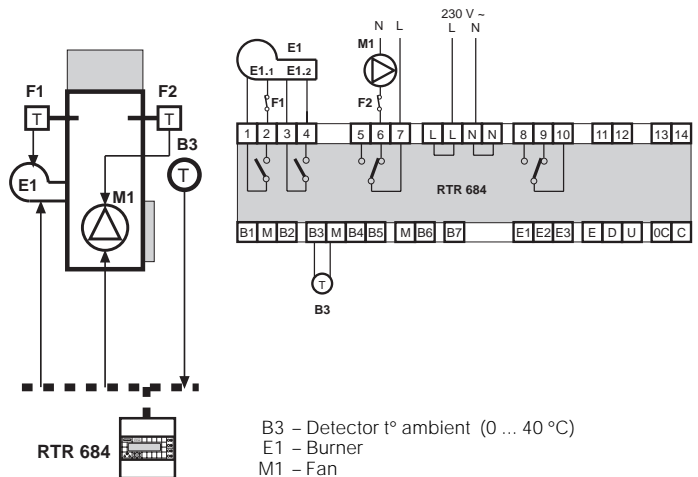 F1 F2
T T
B3
T
E1
M1
RTR 684
230 V ~
N L L N
E1 M1
E1.1 E1.2
F1 F2
1 2 3 4 5 6 7 L L N N 8 9 10 11 12 13 14
RTR 684
B1 M B2 B3 M B4 B5 M B6 B7 E1 E2 E3 E D U 0C C
T
B3
B3 – Detector tº ambient (0 ... 40 °C)
E1 – Burner
M1 – Fan